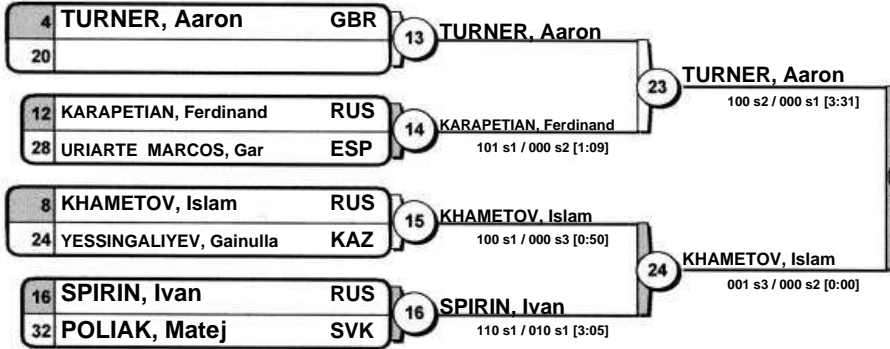 4 TURNER, Aaron GBR
20
13 TURNER, Aaron
12 KARAPETIAN, Ferdinand RUS
28 URIARTE MARCOS, Gar ESP
14 KARAPETIAN, Ferdinand
101 s1 / 000 s2 [1:09]
23 TURNER, Aaron
100 s2 / 000 s1 [3:31]
8 KHAMETOV, Islam RUS
24 YESSINGALIYEV, Gainulla KAZ
15 KHAMETOV, Islam
100 s1 / 000 s3 [0:50]
16 SPIRIN, Ivan RUS
32 POLIAK, Matej SVK
16 SPIRIN, Ivan
110 s1 / 010 s1 [3:05]
24 KHAMETOV, Islam
001 s3 / 000 s2 [0:00]